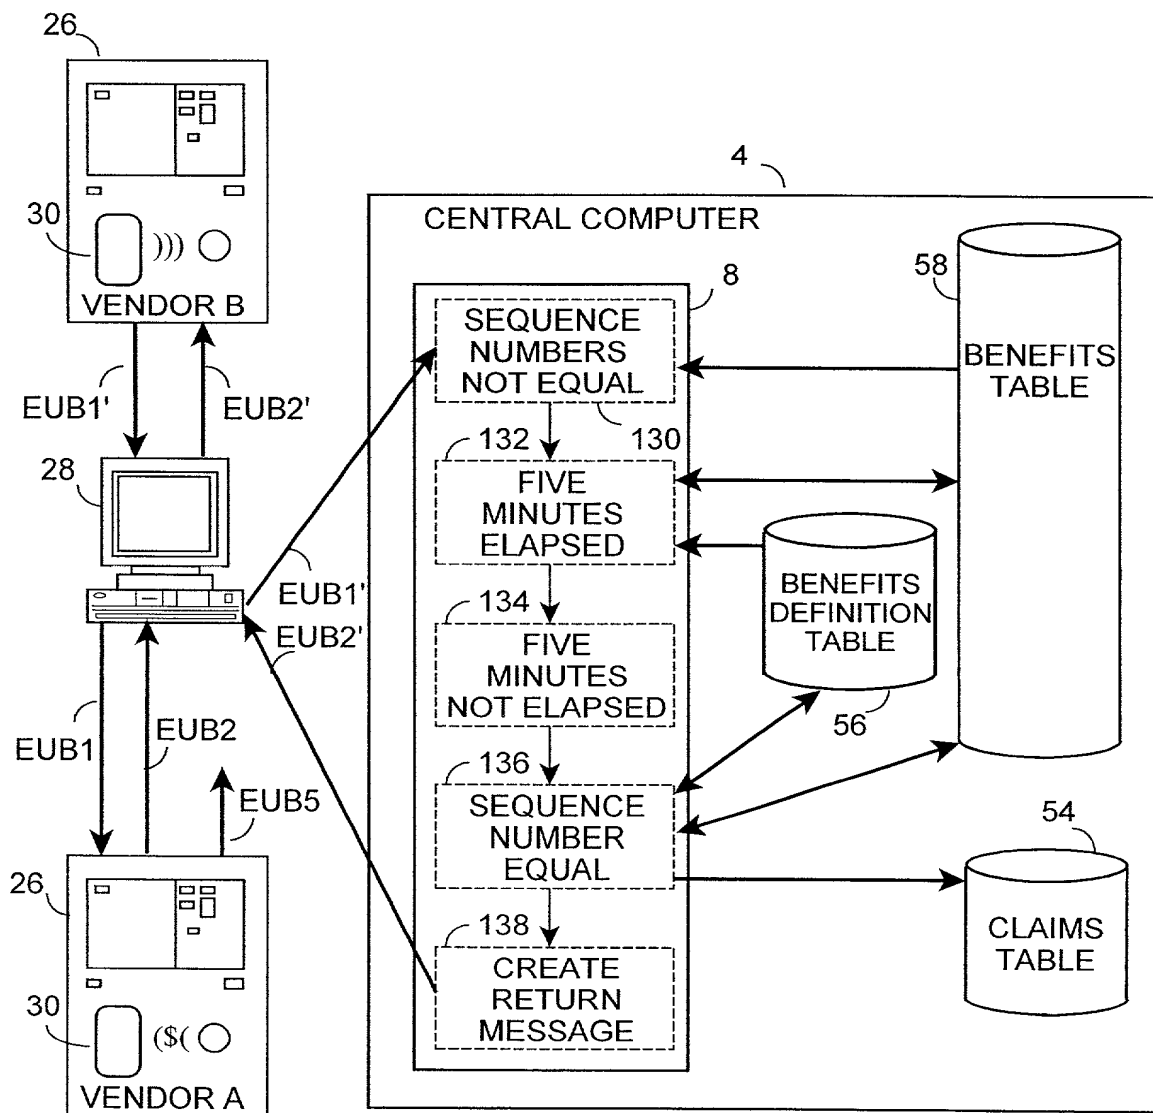 26
30
)))
VENDOR B
EUB1'
EUB2'
28
EUB1
EUB2
EUB5
26
30
($(
VENDOR A
4
CENTRAL COMPUTER
8
SEQUENCE
NUMBERS
NOT EQUAL
130
132
FIVE
MINUTES
ELAPSED
134
FIVE
MINUTES
NOT ELAPSED
136
SEQUENCE
NUMBER
EQUAL
138
CREATE
RETURN
MESSAGE
EUB1'
EUB2'
58
BENEFITS
TABLE
BENEFITS
DEFINITION
TABLE
56
54
CLAIMS
TABLE